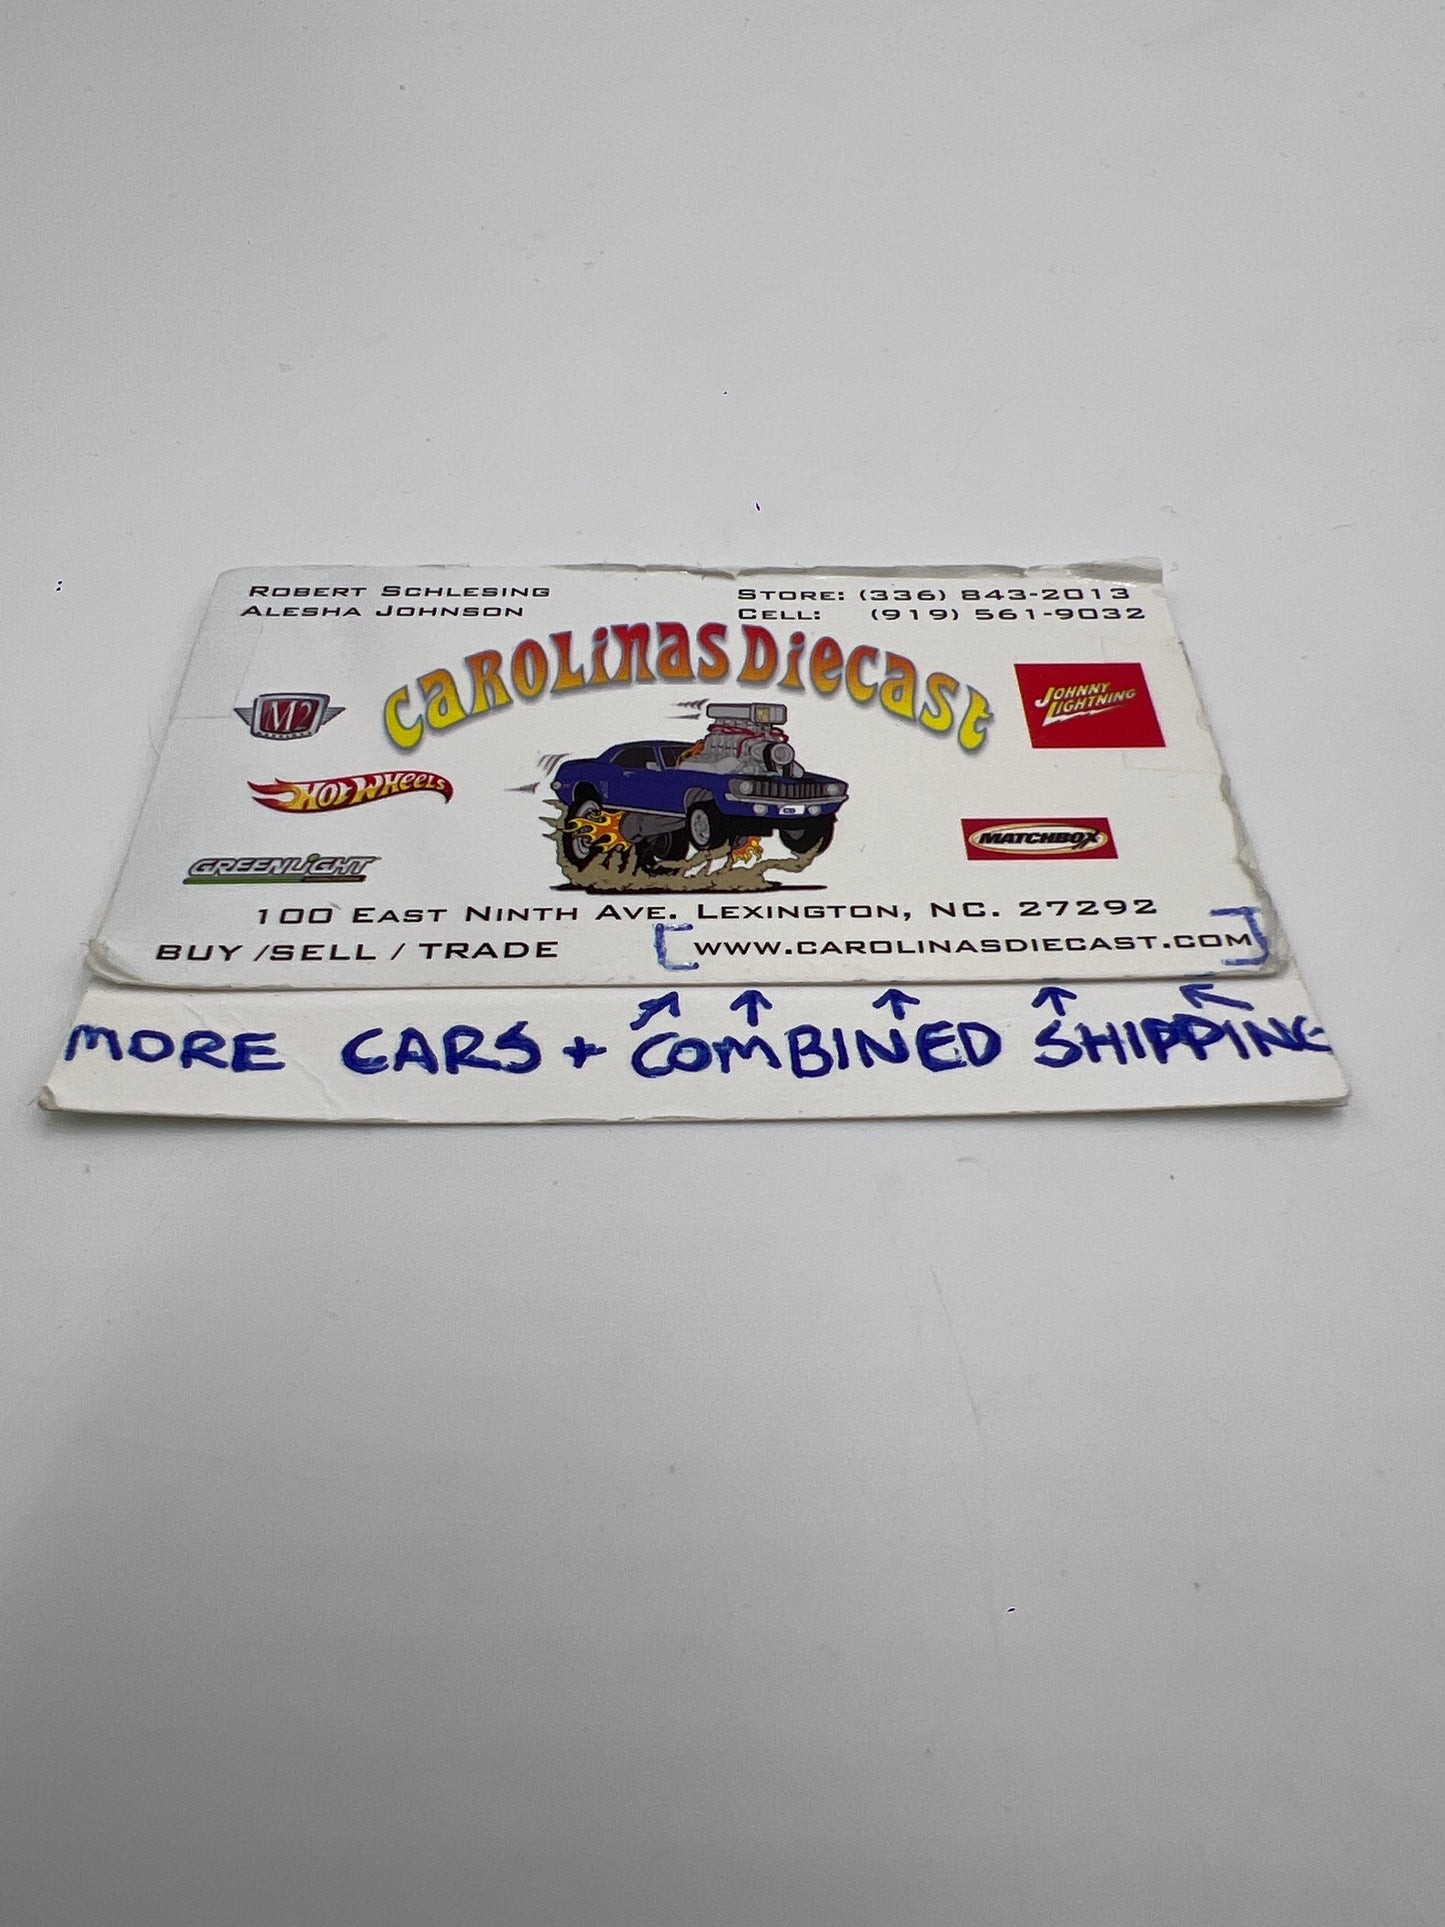 ROBERT SCHLESING
ALESHA JOHNSON
STORE: (336) 843-2013
CELL: (919) 561-9032
CAROLINAS DIECAST
M2
JOHNNY LIGHTNING
HOT WHEELS
MATCHBOX
GREENLIGHT
100 EAST NINTH AVE. LEXINGTON, NC. 27292
BUY /SELL / TRADE
[WWW.CAROLINASDIECAST.COM]
MORE CARS + COMBINED SHIPPING